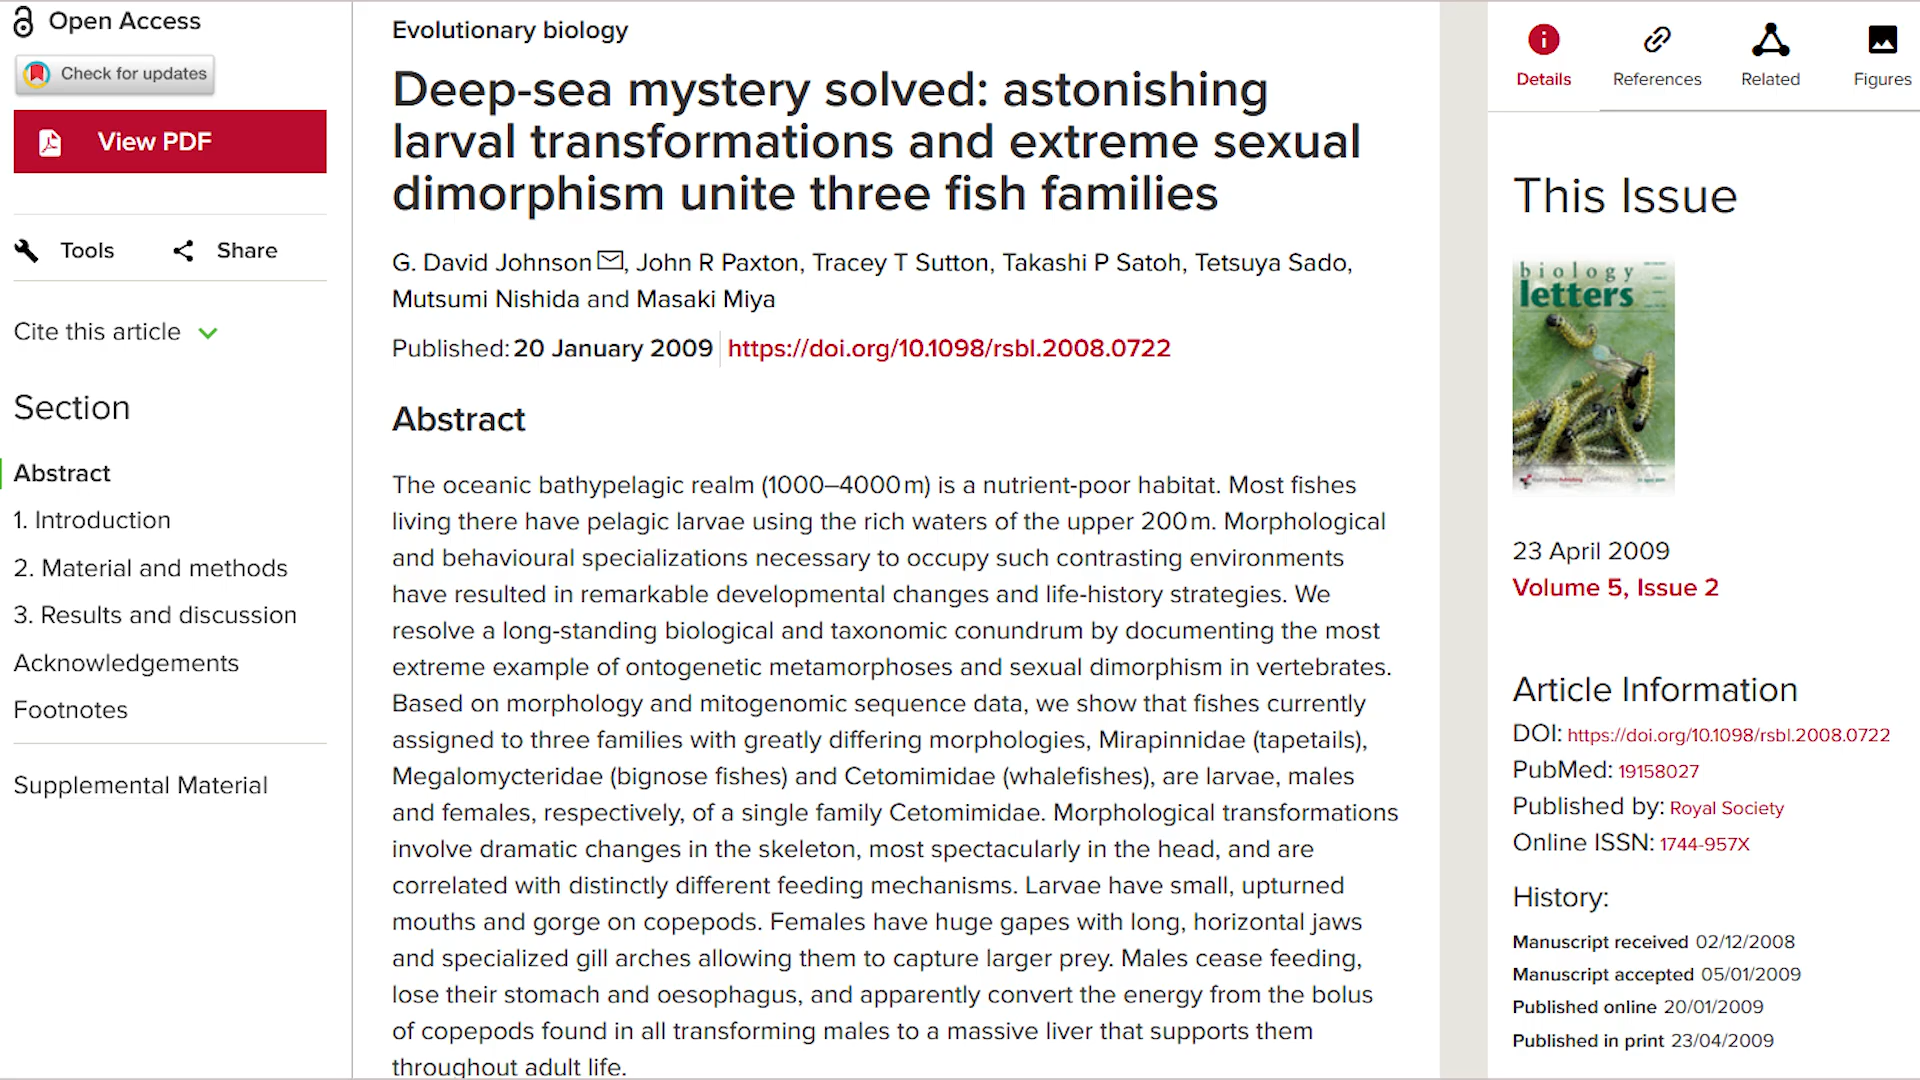 Open Access
Check for updates
View PDF
Tools
Share
Cite this article
Section
Abstract
1. Introduction
2. Material and methods
3. Results and discussion
Acknowledgements
Footnotes
Supplemental Material
Evolutionary biology
Deep-sea mystery solved: astonishing
larval transformations and extreme sexual
dimorphism unite three fish families
G. David Johnson, John R Paxton, Tracey T Sutton, Takashi P Satoh, Tetsuya Sado,
Mutsumi Nishida and Masaki Miya
Published: 20 January 2009 https://doi.org/10.1098/rsbl.2008.0722
Abstract
The oceanic bathypelagic realm (1000–4000 m) is a nutrient-poor habitat. Most fishes
living there have pelagic larvae using the rich waters of the upper 200 m. Morphological
and behavioural specializations necessary to occupy such contrasting environments
have resulted in remarkable developmental changes and life-history strategies. We
resolve a long-standing biological and taxonomic conundrum by documenting the most
extreme example of ontogenetic metamorphoses and sexual dimorphism in vertebrates.
Based on morphology and mitogenomic sequence data, we show that fishes currently
assigned to three families with greatly differing morphologies, Mirapinnidae (tapetails),
Megalomycteridae (bignose fishes) and Cetomimidae (whalefishes), are larvae, males
and females, respectively, of a single family Cetomimidae. Morphological transformations
involve dramatic changes in the skeleton, most spectacularly in the head, and are
correlated with distinctly different feeding mechanisms. Larvae have small, upturned
mouths and gorge on copepods. Females have huge gapes with long, horizontal jaws
and specialized gill arches allowing them to capture larger prey. Males cease feeding,
lose their stomach and oesophagus, and apparently convert the energy from the bolus
of copepods found in all transforming males to a massive liver that supports them
throughout adult life.
Details
References
Related
Figures
This Issue
biology
letters
23 April 2009
Volume 5, Issue 2
Article Information
DOI: https://doi.org/10.1098/rsbl.2008.0722
PubMed: 19158027
Published by: Royal Society
Online ISSN: 1744-957X
History:
Manuscript received 02/12/2008
Manuscript accepted 05/01/2009
Published online 20/01/2009
Published in print 23/04/2009